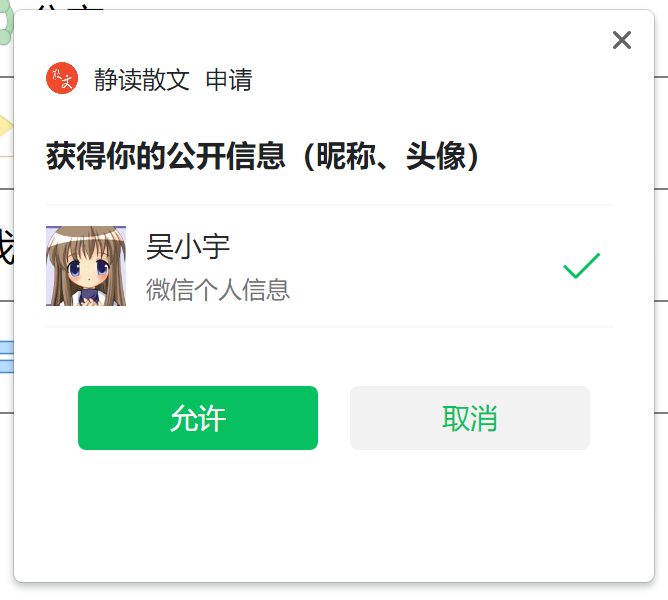 静读散文 申请
获得你的公开信息（昵称、头像）
吴小宇
微信个人信息
允许
取消